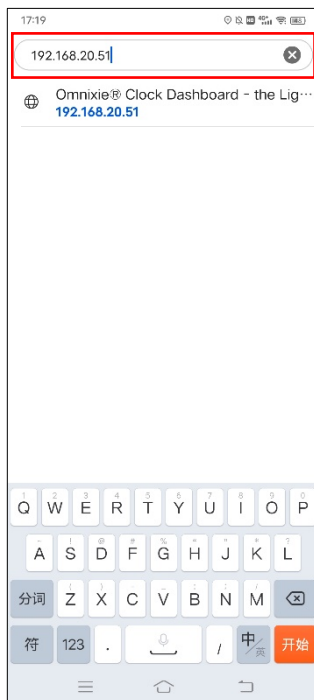 17:19
192.168.20.51
Omnixie® Clock Dashboard - the Lig···
192.168.20.51
Q W E R T Y U I O P
A S D F G H J K L
分词 Z X C V B N M
符 123 . , 中/英 开始